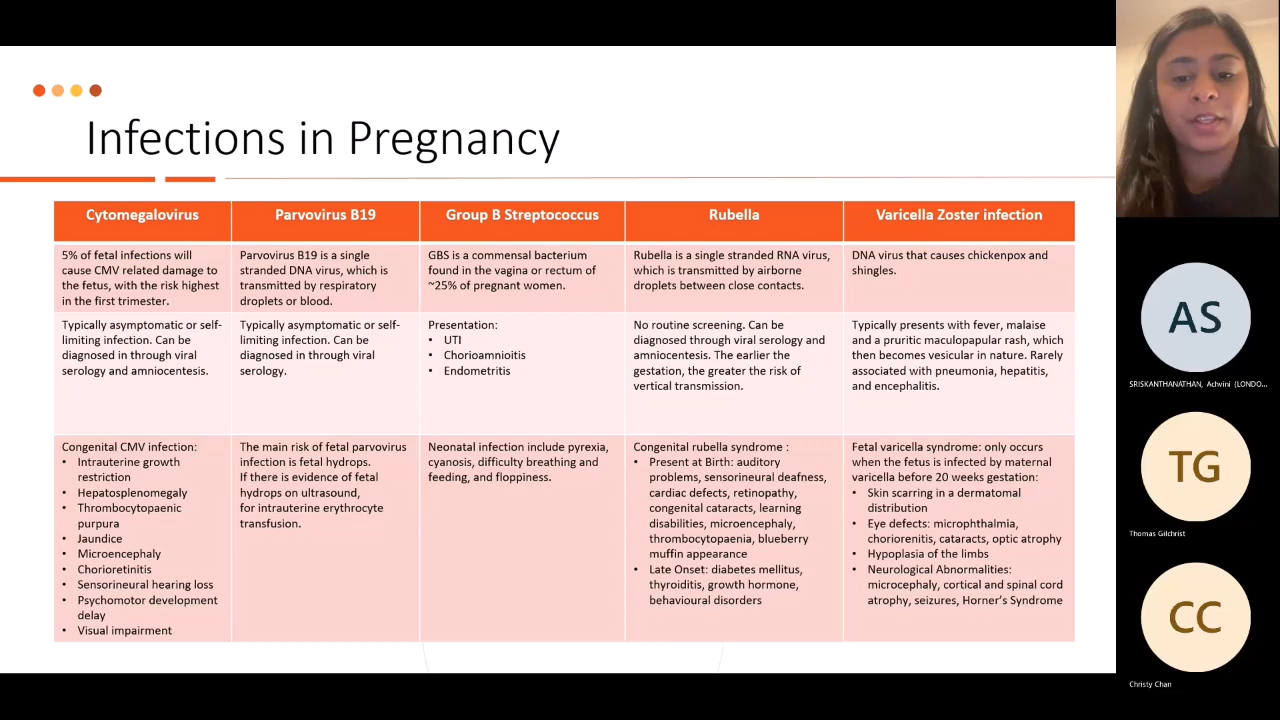 Infections in Pregnancy
Cytomegalovirus
Parvovirus B19
Group B Streptococcus
Rubella
Varicella Zoster infection
5% of fetal infections will
cause CMV related damage to
the fetus, with the risk highest
in the first trimester.
Parvovirus B19 is a single
stranded DNA virus, which is
transmitted by respiratory
droplets or blood.
GBS is a commensal bacterium
found in the vagina or rectum of
~25% of pregnant women.
Rubella is a single stranded RNA virus,
which is transmitted by airborne
droplets between close contacts.
DNA virus that causes chickenpox and
shingles.
Typically asymptomatic or self-
limiting infection. Can be
diagnosed in through viral
serology and amniocentesis.
Typically asymptomatic or self-
limiting infection. Can be
diagnosed in through viral
serology.
Presentation:
• UTI
• Chorioamnioitis
• Endometritis
No routine screening. Can be
diagnosed through viral serology and
amniocentesis. The earlier the
gestation, the greater the risk of
vertical transmission.
Typically presents with fever, malaise
and a pruritic maculopapular rash, which
then becomes vesicular in nature. Rarely
associated with pneumonia, hepatitis,
and encephalitis.
Congenital CMV infection:
• Intrauterine growth
restriction
• Hepatosplenomegaly
• Thrombocytopaenic
purpura
• Jaundice
• Microencephaly
• Chorioretinitis
• Sensorineural hearing loss
• Psychomotor development
delay
• Visual impairment
The main risk of fetal parvovirus
infection is fetal hydrops.
If there is evidence of fetal
hydrops on ultrasound,
for intrauterine erythrocyte
transfusion.
Neonatal infection include pyrexia,
cyanosis, difficulty breathing and
feeding, and floppiness.
Congenital rubella syndrome :
• Present at Birth: auditory
problems, sensorineural deafness,
cardiac defects, retinopathy,
congenital cataracts, learning
disabilities, microencephaly,
thrombocytopaenia, blueberry
muffin appearance
• Late Onset: diabetes mellitus,
thyroiditis, growth hormone,
behavioural disorders
Fetal varicella syndrome: only occurs
when the fetus is infected by maternal
varicella before 20 weeks gestation:
• Skin scarring in a dermatomal
distribution
• Eye defects: microphthalmia,
choriorenitis, cataracts, optic atrophy
• Hypoplasia of the limbs
• Neurological Abnormalities:
microcephaly, cortical and spinal cord
atrophy, seizures, Horner's Syndrome
AS
SRISKANTHANATHAN, Achvini (LONDO...
TG
Thomas Gilchrist
CC
Christy Chan